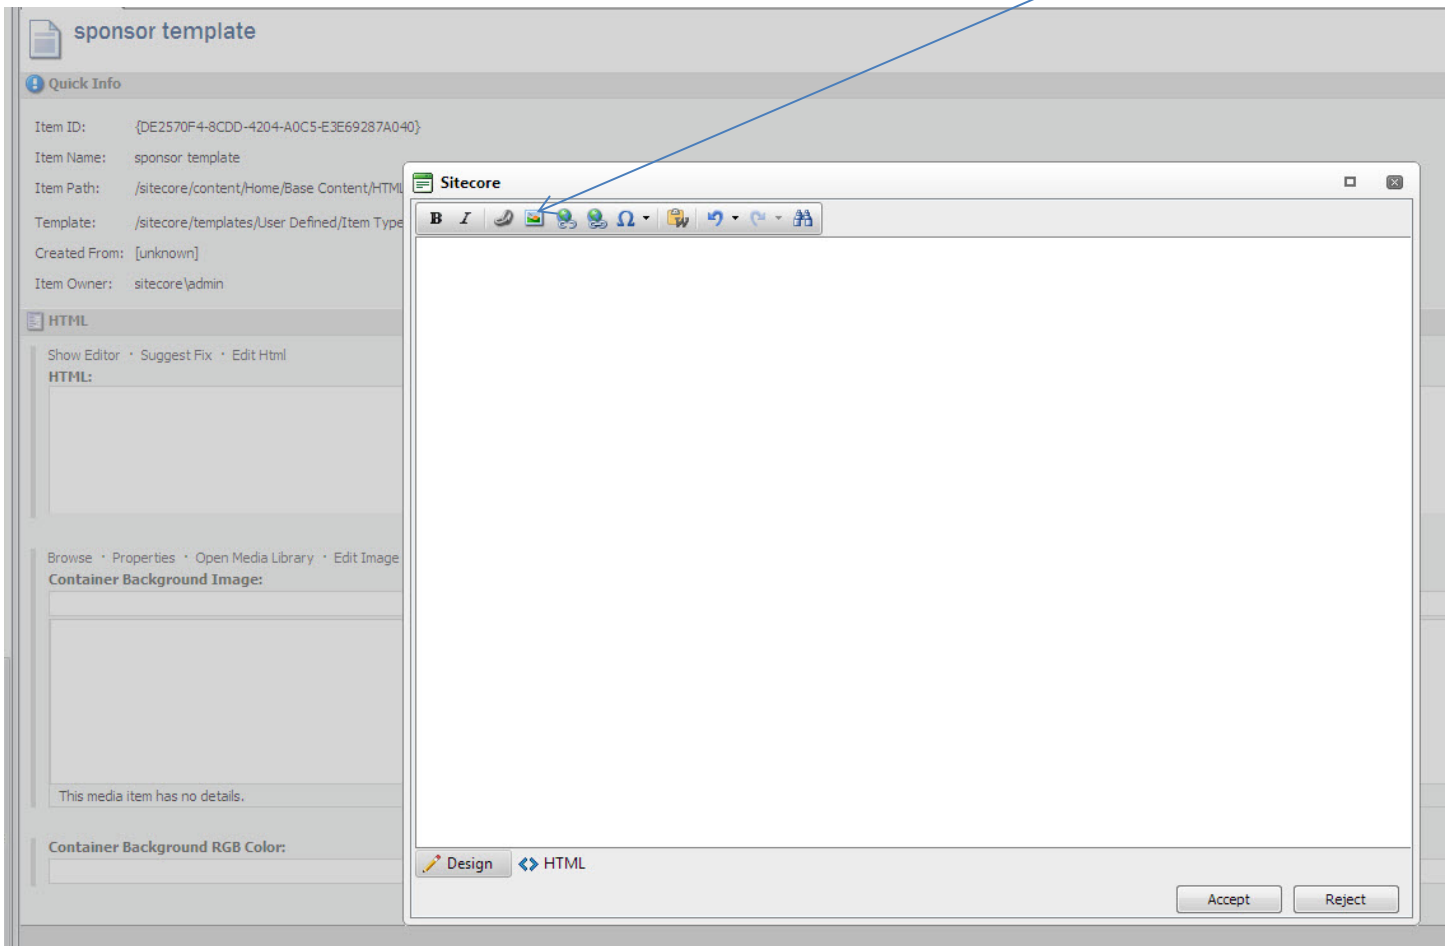 sponsor template
Quick Info
Item ID: {DE2570F4-8CDD-4204-A0C5-E3E69287A040}
Item Name: sponsor template
Item Path: /sitecore/content/Home/Base Content/HTML
Template: /sitecore/templates/User Defined/Item Type
Created From: [unknown]
Item Owner: sitecore\admin
HTML
Show Editor · Suggest Fix · Edit Html
HTML:
Browse · Properties · Open Media Library · Edit Image
Container Background Image:
This media item has no details.
Container Background RGB Color:
Sitecore
B I Ω
Design HTML
Accept Reject